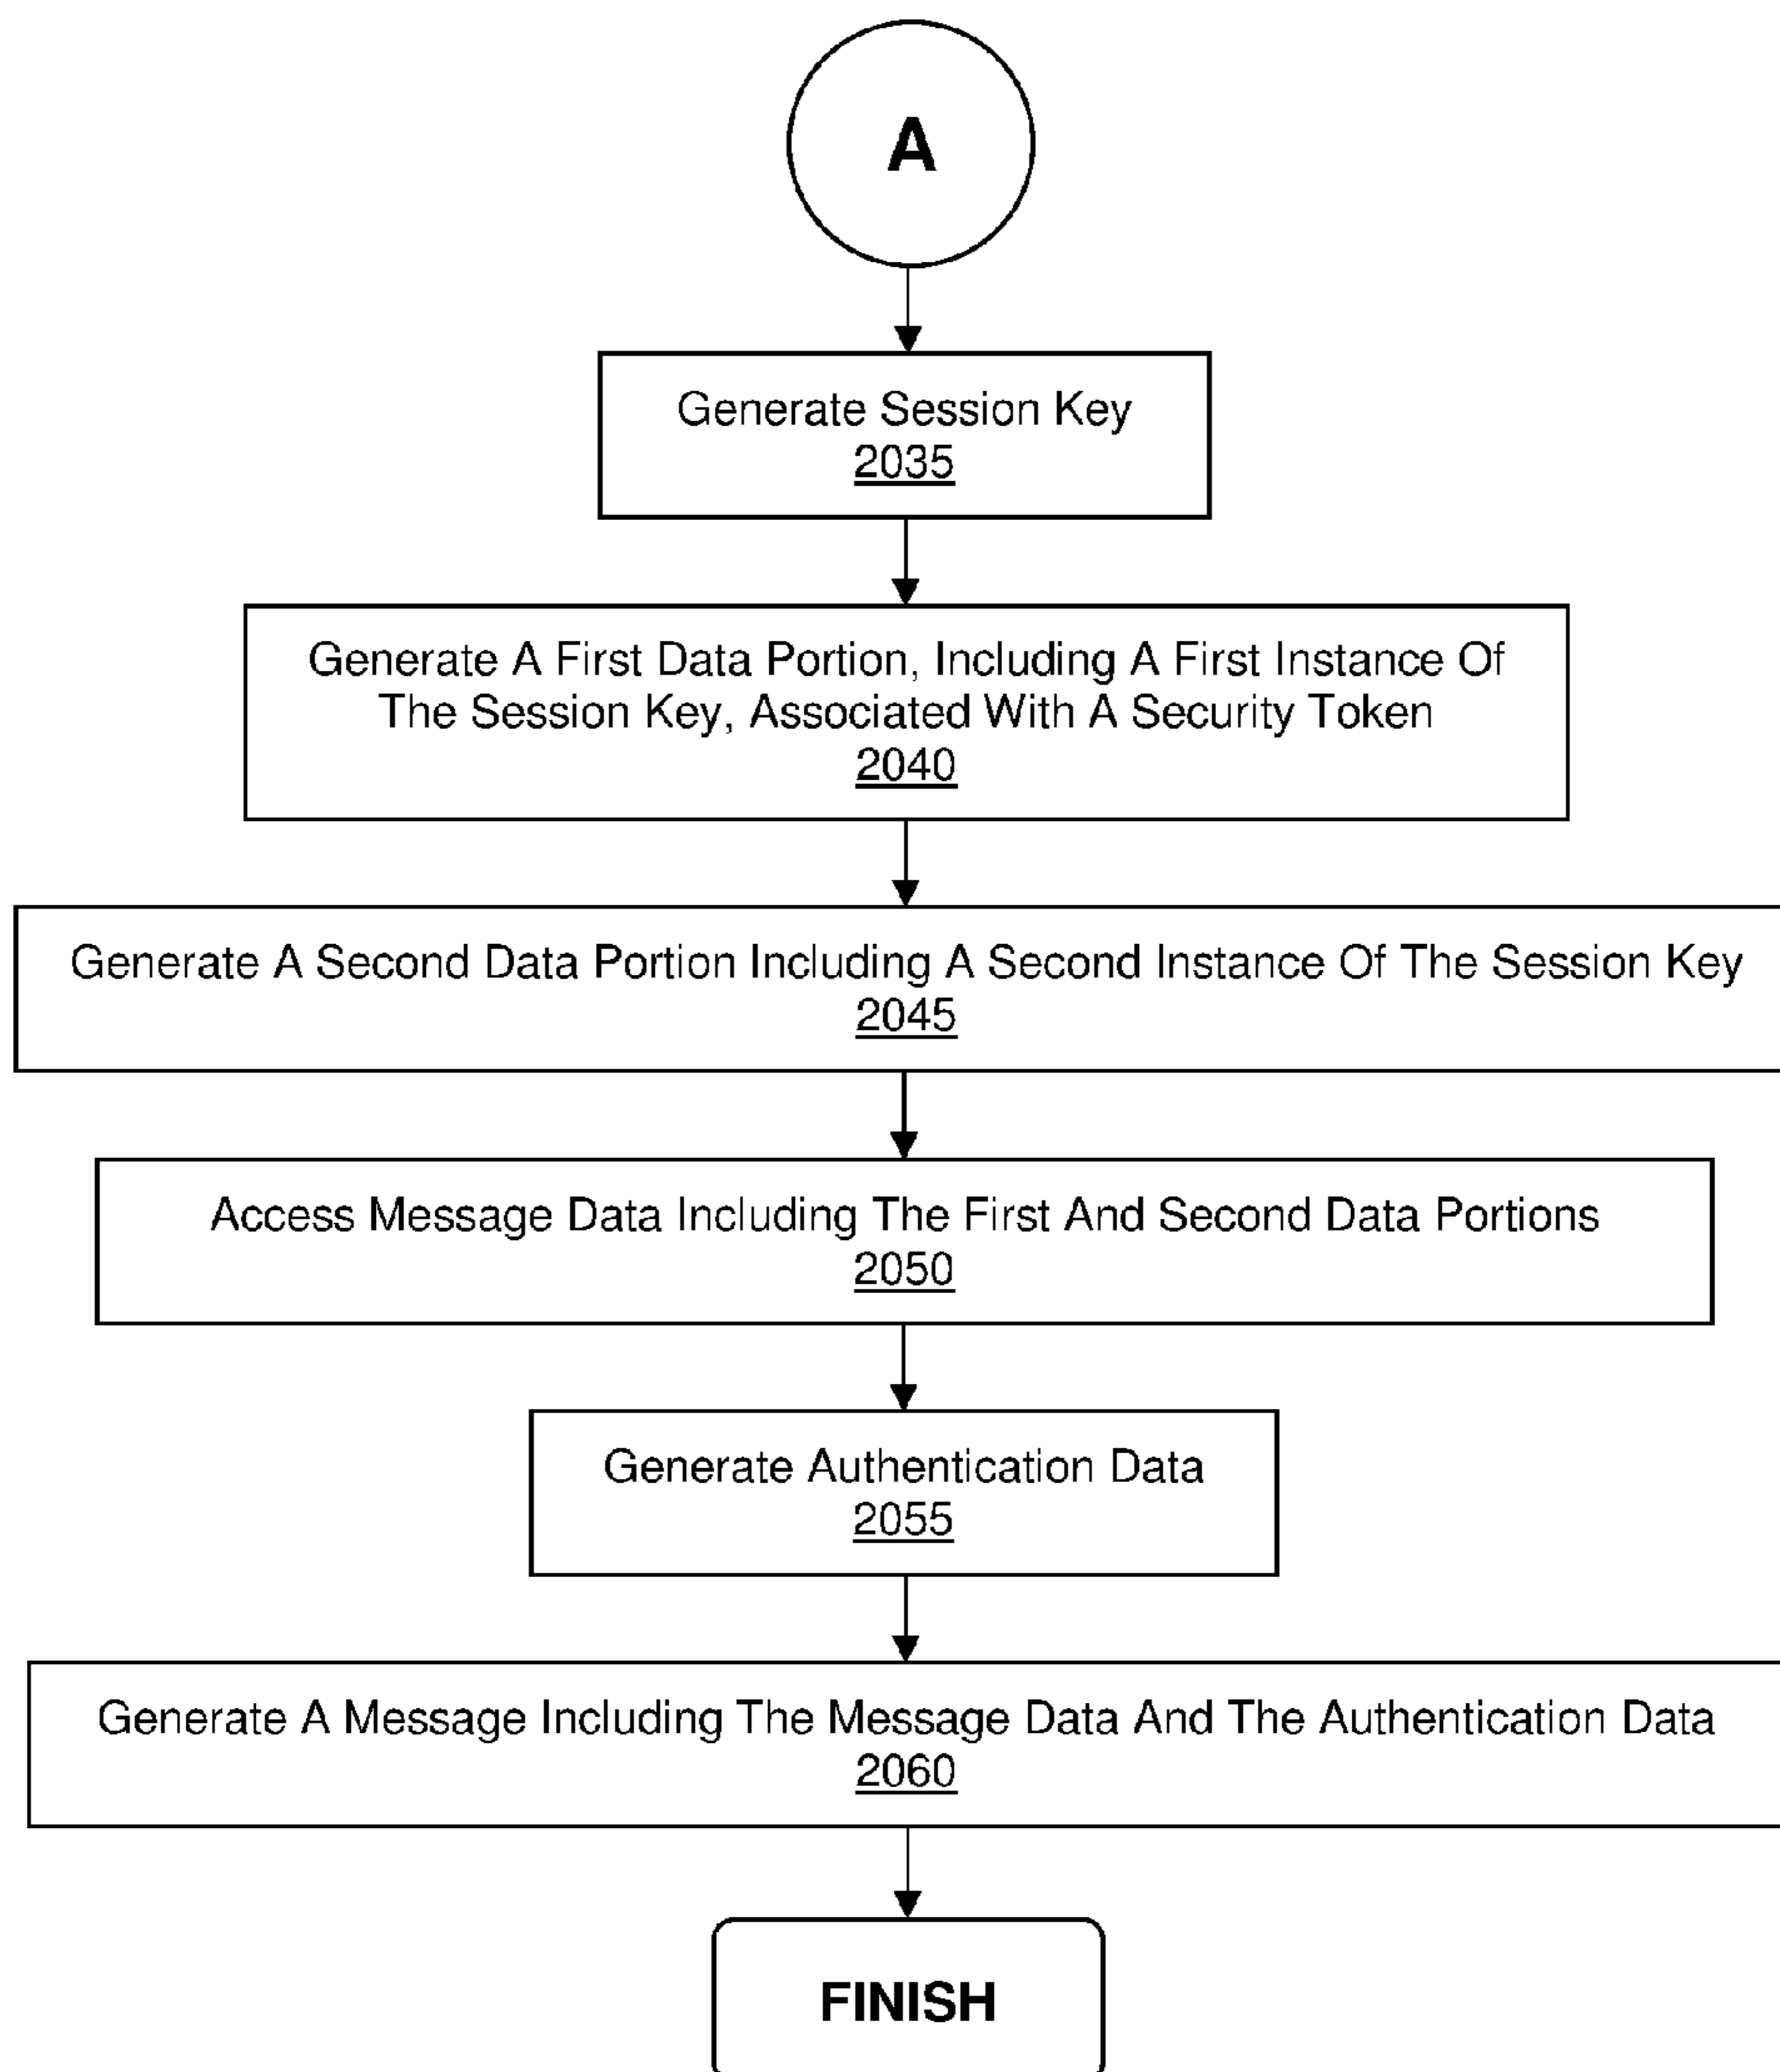 A
Generate Session Key
2035
Generate A First Data Portion, Including A First Instance Of
The Session Key, Associated With A Security Token
2040
Generate A Second Data Portion Including A Second Instance Of The Session Key
2045
Access Message Data Including The First And Second Data Portions
2050
Generate Authentication Data
2055
Generate A Message Including The Message Data And The Authentication Data
2060
FINISH